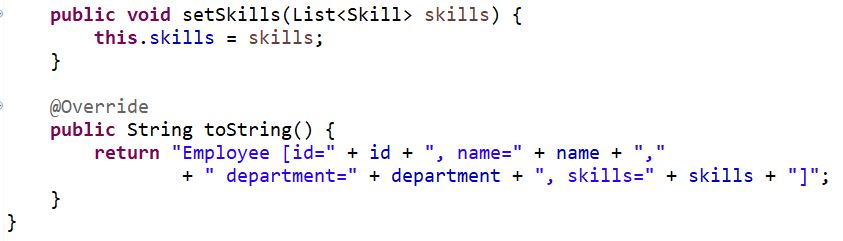 public void setSkills(List<Skill> skills) {
this.skills = skills;
}
@Override
public String toString() {
return "Employee [id=" + id + ", name=" + name + ","
+ " department=" + department + ", skills=" + skills + "]";
}
}